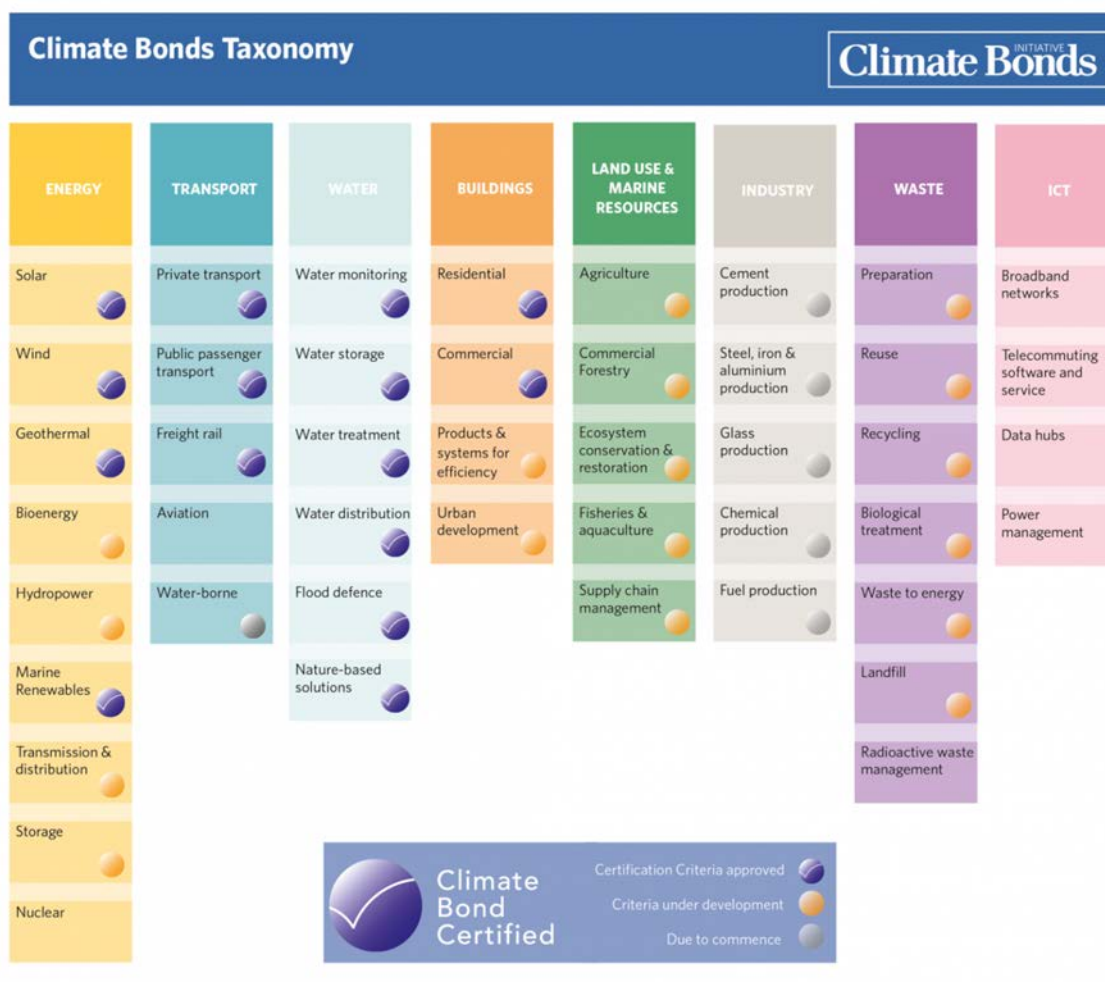 Climate Bonds Taxonomy
INITIATIVE
Climate Bonds
ENERGY
Solar
Wind
Geothermal
Bioenergy
Hydropower
Marine
Renewables
Transmission &
distribution
Storage
Nuclear
TRANSPORT
Private transport
Public passenger
transport
Freight rail
Aviation
Water-borne
WATER
Water monitoring
Water storage
Water treatment
Water distribution
Flood defence
Nature-based
solutions
BUILDINGS
Residential
Commercial
Products &
systems for
efficiency
Urban
development
LAND USE &
MARINE
RESOURCES
Agriculture
Commercial
Forestry
Ecosystem
conservation &
restoration
Fisheries &
aquaculture
Supply chain
management
INDUSTRY
Cement
production
Steel, iron &
aluminium
production
Glass
production
Chemical
production
Fuel production
WASTE
Preparation
Reuse
Recycling
Biological
treatment
Waste to energy
Landfill
Radioactive waste
management
ICT
Broadband
networks
Telecommuting
software and
service
Data hubs
Power
management
Climate
Bond
Certified
Certification Criteria approved
Criteria under development
Due to commence